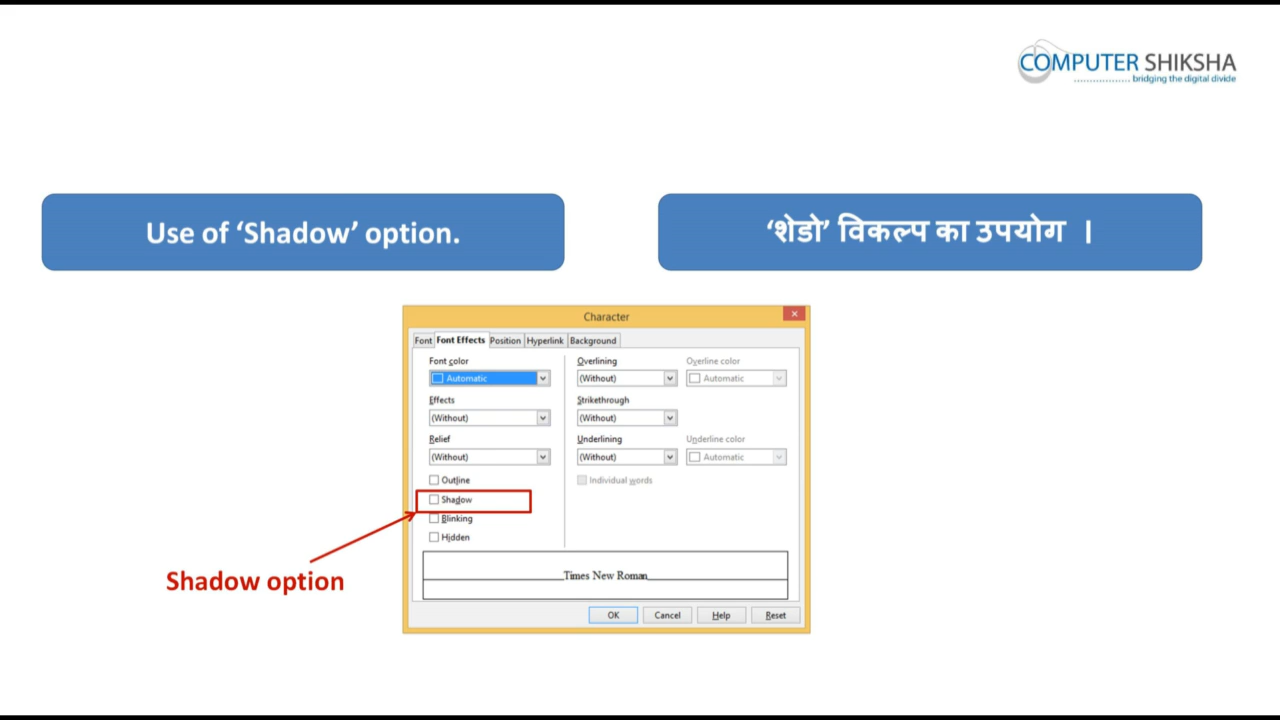 COMPUTER SHIKSHA
.................. bridging the digital divide
Use of ‘Shadow’ option.
‘शेडो’ विकल्प का उपयोग ।
Character
Font Font Effects Position Hyperlink Background
Font color
Automatic
Effects
(Without)
Relief
(Without)
Outline
Shadow
Blinking
Hidden
Overlining
(Without)
Overline color
Automatic
Strikethrough
(Without)
Underlining
(Without)
Underline color
Automatic
Individual words
Times New Roman
OK Cancel Help Reset
Shadow option